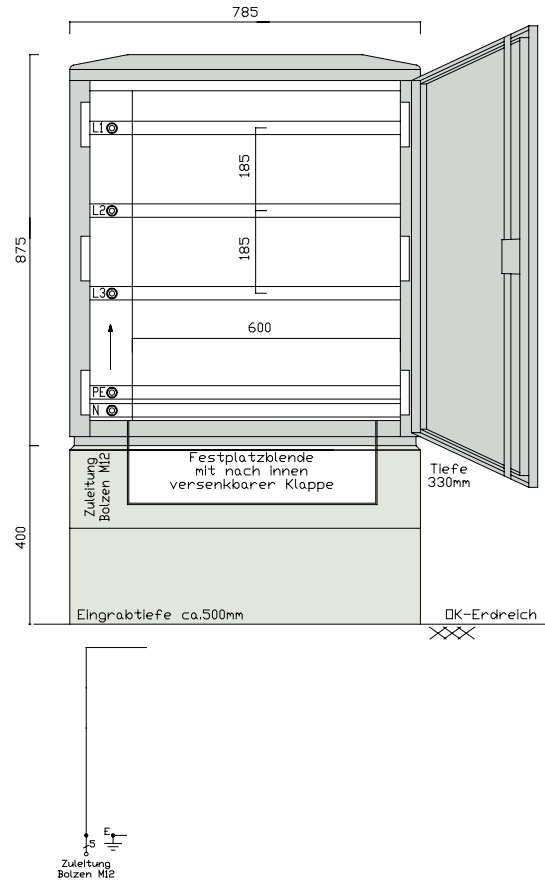 785
L1
185
L2
875
185
L3
600
PE
N
Zuleitung
Bolzen M12
Festplatzblende
mit nach innen
versenkbarer Klappe
Tiefe
330mm
400
Eingrabtiefe ca.500mm
OK-Erdreich
E
5
Zuleitung
Bolzen M12